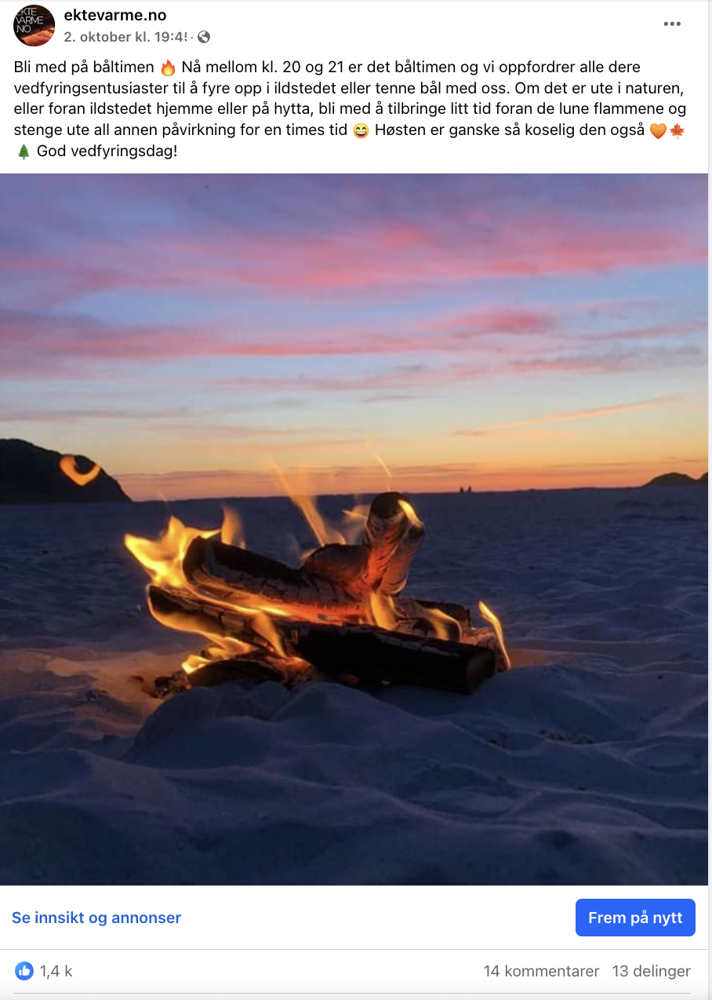 EKTE
VARME
NO
ektevarme.no
2. oktober kl. 19:4! ·
Bli med på båltimen 🔥 Nå mellom kl. 20 og 21 er det båltimen og vi oppfordrer alle dere
vedfyringsentusiaster til å fyre opp i ildstedet eller tenne bål med oss. Om det er ute i naturen,
eller foran ildstedet hjemme eller på hytta, bli med å tilbringe litt tid foran de lune flammene og
stenge ute all annen påvirkning for en times tid 😄 Høsten er ganske så koselig den også 🧡🍁
🌲 God vedfyringsdag!
Se innsikt og annonser
Frem på nytt
1,4 k
14 kommentarer 13 delinger